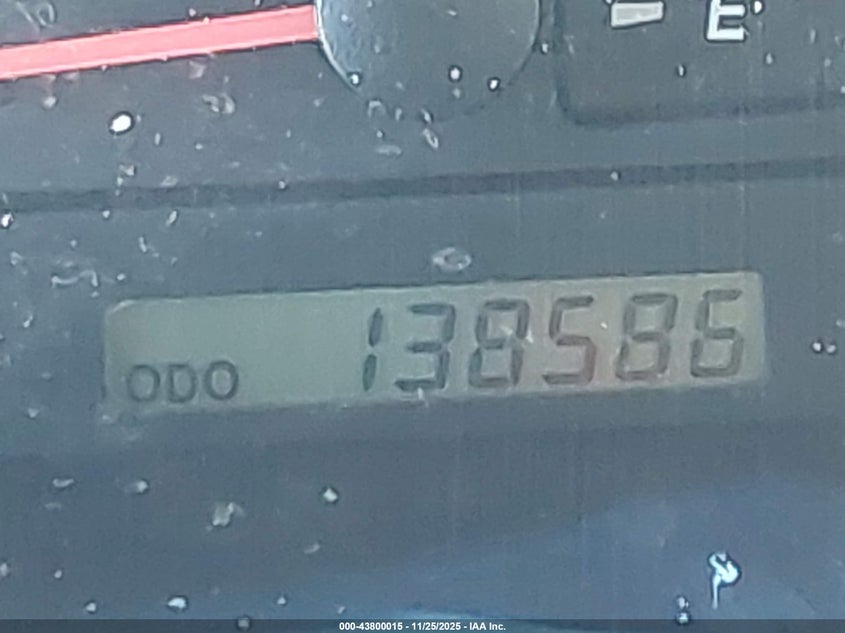 E
ODO 138586
000-43800015 - 11/25/2025 - IAA Inc.